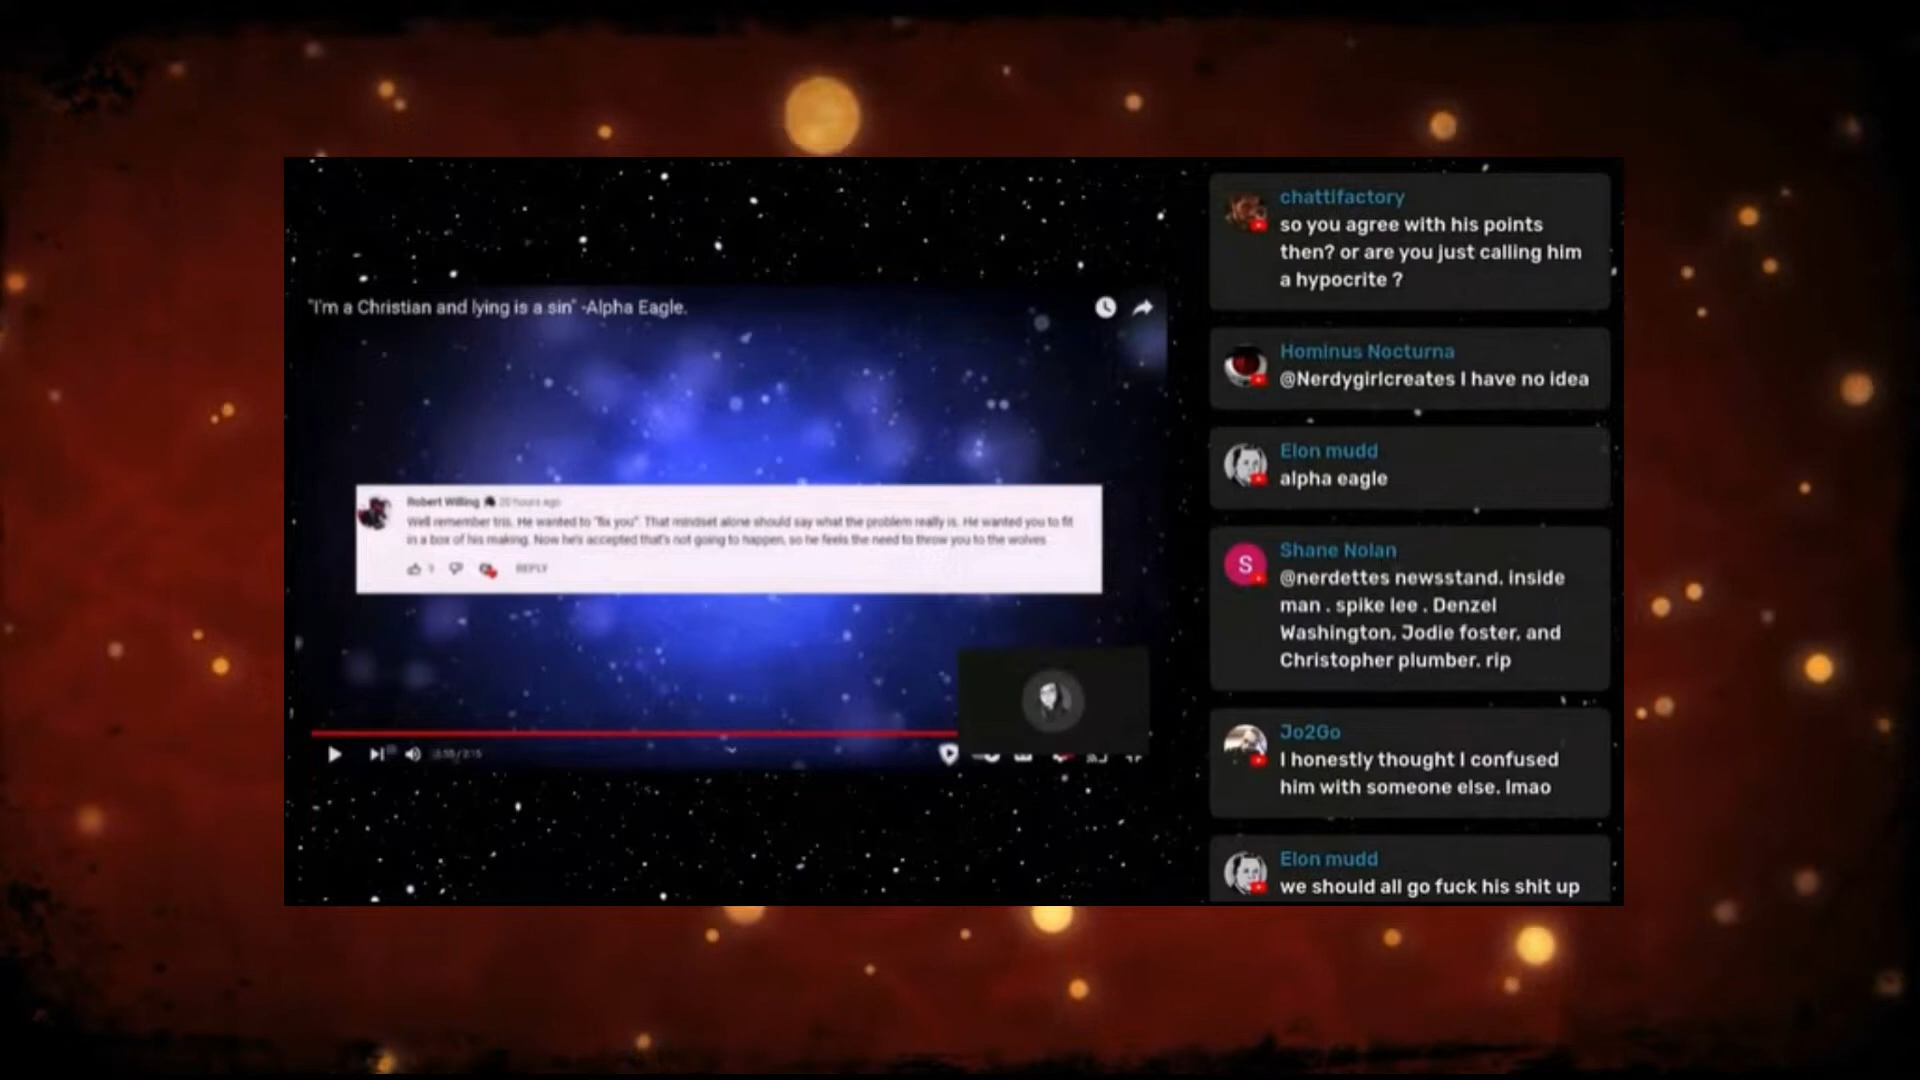 "I'm a Christian and lying is a sin" -Alpha Eagle.
Robert Willing 20 hours ago
Well remember tris. He wanted to "fix you". That mindset alone should say what the problem really is. He wanted you to fit
in a box of his making. Now he's accepted that's not going to happen, so he feels the need to throw you to the wolves
REPLY
chattifactory
so you agree with his points
then? or are you just calling him
a hypocrite ?
Hominus Nocturna
@Nerdygirlcreates I have no idea
Elon mudd
alpha eagle
S
Shane Nolan
@nerdettes newsstand. inside
man . spike lee . Denzel
Washington, Jodie foster, and
Christopher plumber. rip
Jo2Go
I honestly thought I confused
him with someone else. lmao
Elon mudd
we should all go fuck his shit up